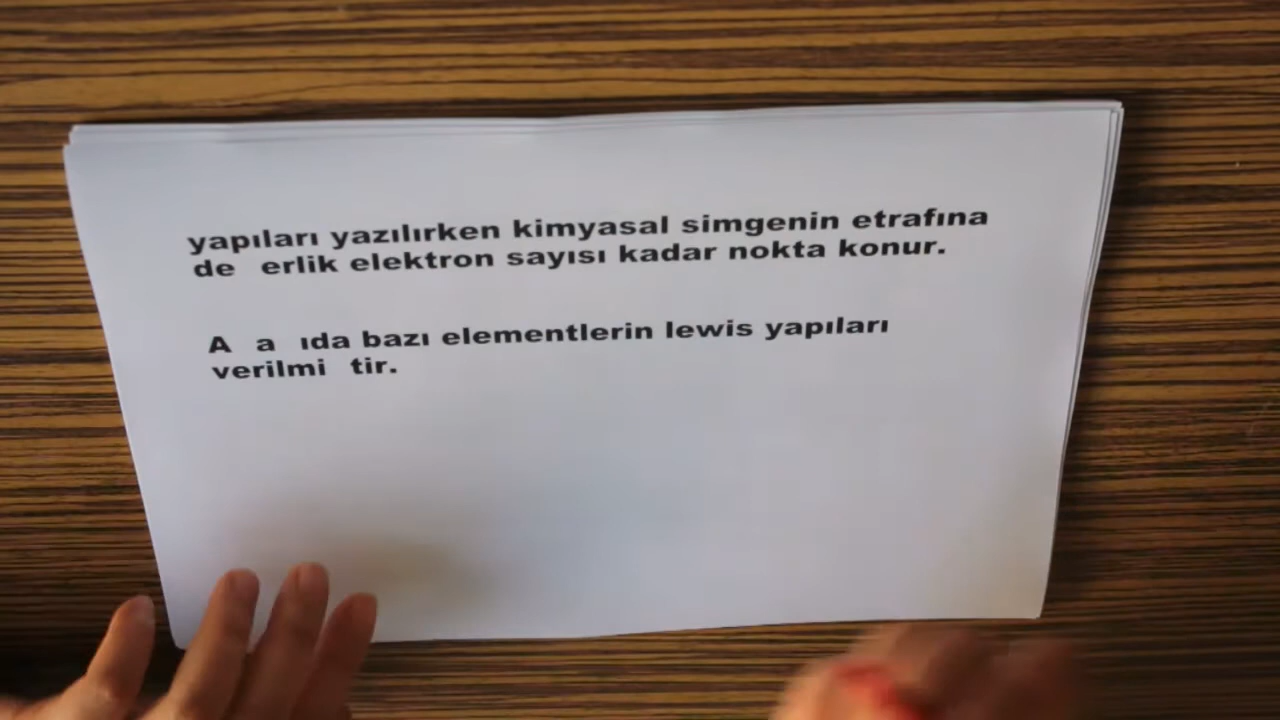 yapıları yazılırken kimyasal simgenin etrafına
de erlik elektron sayısı kadar nokta konur.
A a ıda bazı elementlerin lewis yapıları
verilmi tir.